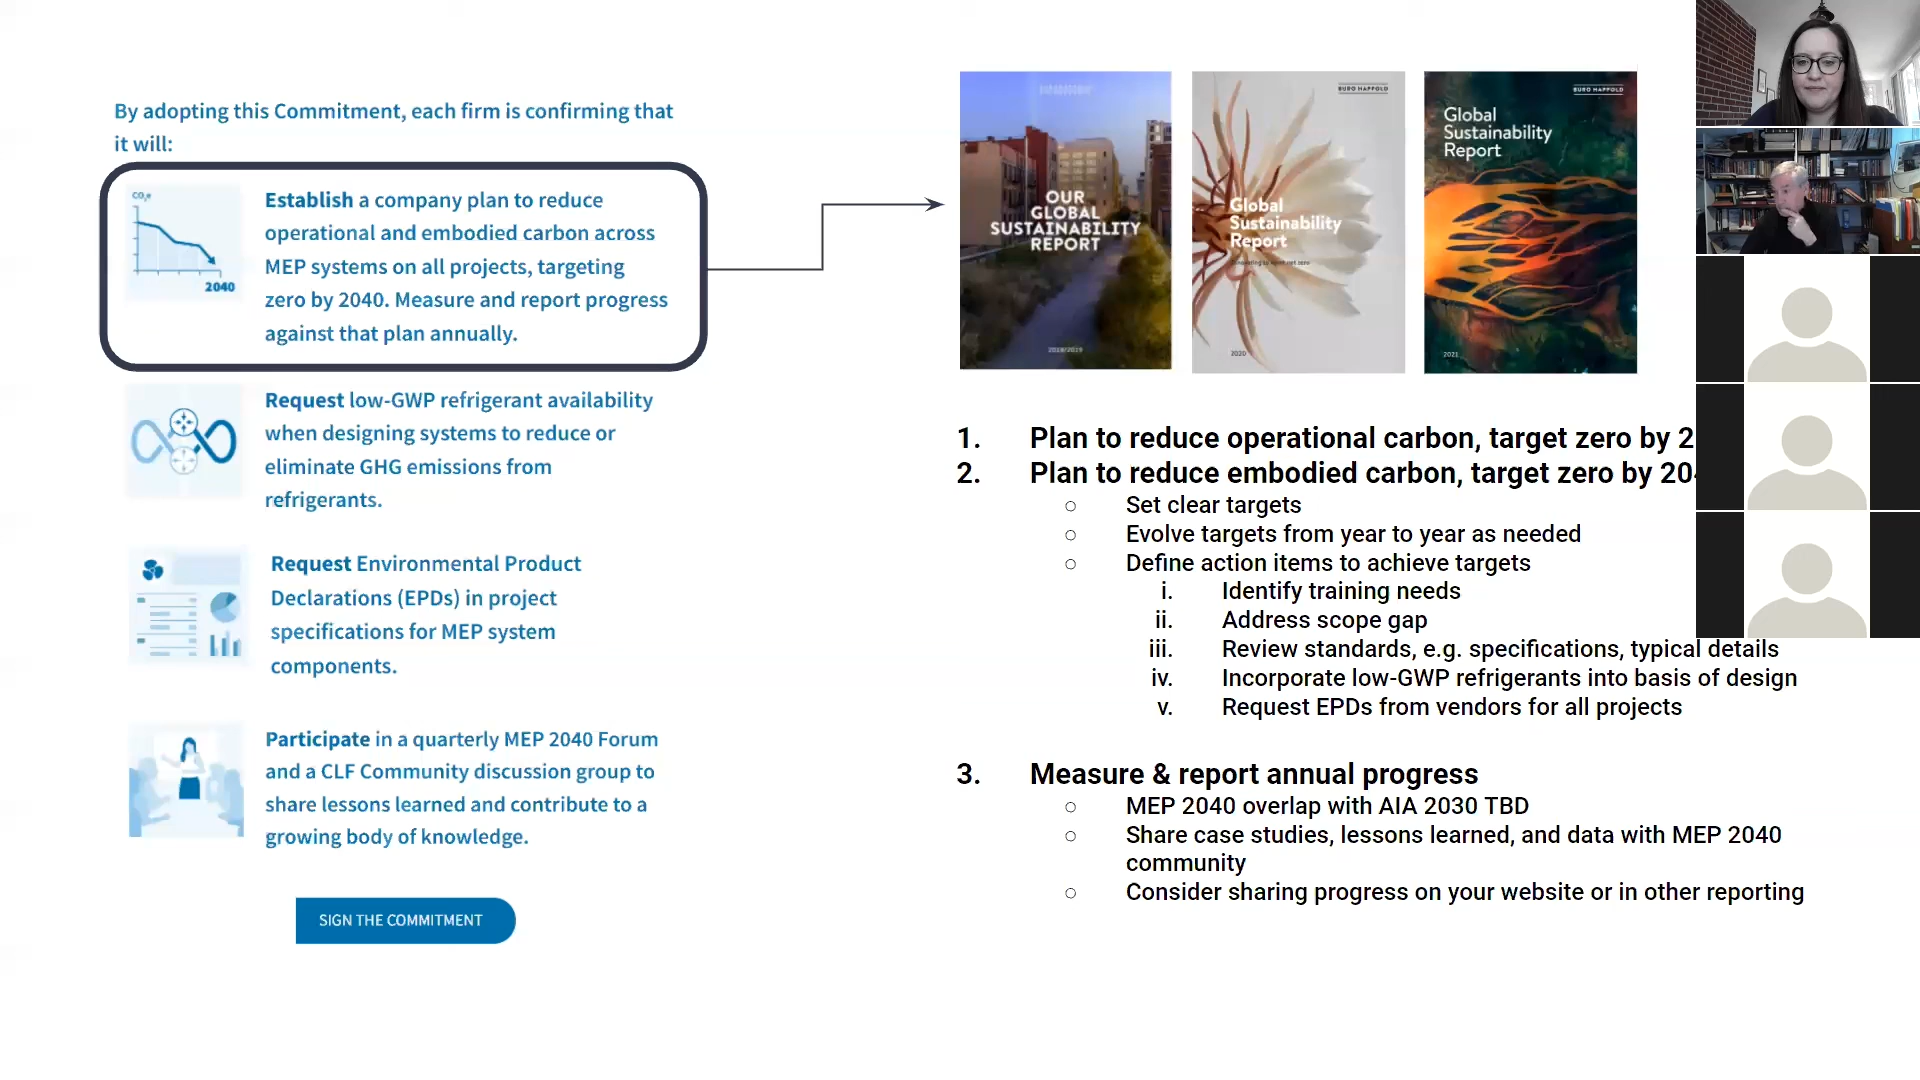 By adopting this Commitment, each firm is confirming that
it will:
CO₂e
2040
Establish a company plan to reduce
operational and embodied carbon across
MEP systems on all projects, targeting
zero by 2040. Measure and report progress
against that plan annually.
Request low-GWP refrigerant availability
when designing systems to reduce or
eliminate GHG emissions from
refrigerants.
Request Environmental Product
Declarations (EPDs) in project
specifications for MEP system
components.
Participate in a quarterly MEP 2040 Forum
and a CLF Community discussion group to
share lessons learned and contribute to a
growing body of knowledge.
SIGN THE COMMITMENT
OUR
GLOBAL
SUSTAINABILITY
REPORT
2018/2019
BURO HAPPOLD
Global
Sustainability
Report
2020
BURO HAPPOLD
Global
Sustainability
Report
2021
1. Plan to reduce operational carbon, target zero by 2
2. Plan to reduce embodied carbon, target zero by 20
○ Set clear targets
○ Evolve targets from year to year as needed
○ Define action items to achieve targets
i. Identify training needs
ii. Address scope gap
iii. Review standards, e.g. specifications, typical details
iv. Incorporate low-GWP refrigerants into basis of design
v. Request EPDs from vendors for all projects
3. Measure & report annual progress
○ MEP 2040 overlap with AIA 2030 TBD
○ Share case studies, lessons learned, and data with MEP 2040
community
○ Consider sharing progress on your website or in other reporting